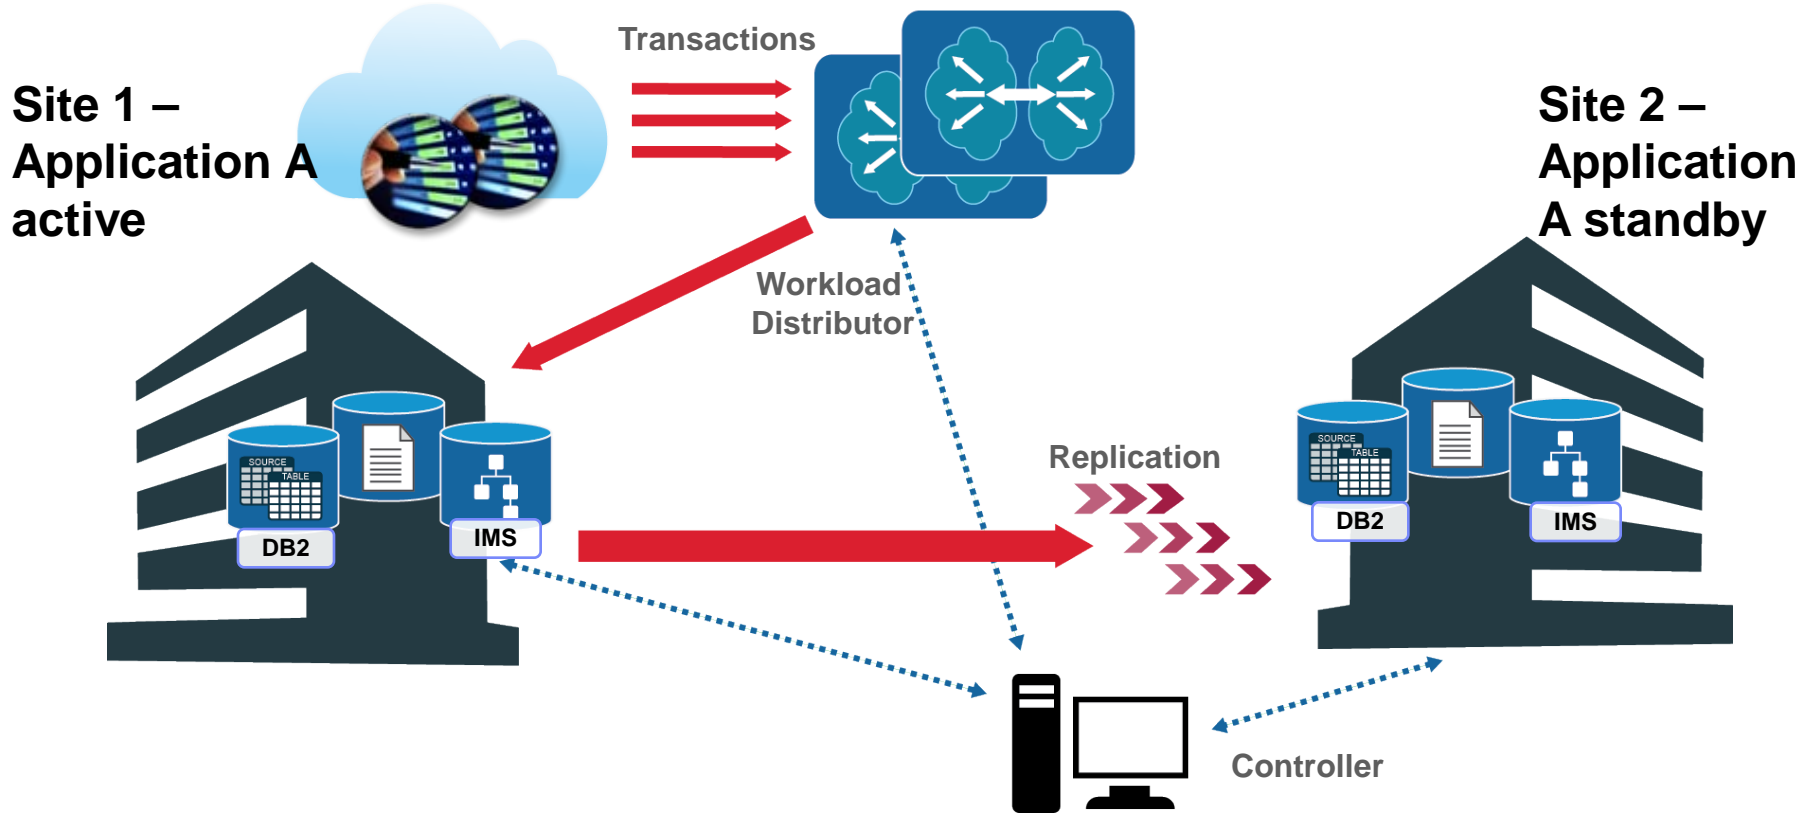 Transactions
Site 1 –
Application A
active
Site 2 –
Application
A standby
Workload
Distributor
SOURCE
TABLE
DB2
IMS
Replication
SOURCE
TABLE
DB2
IMS
Controller